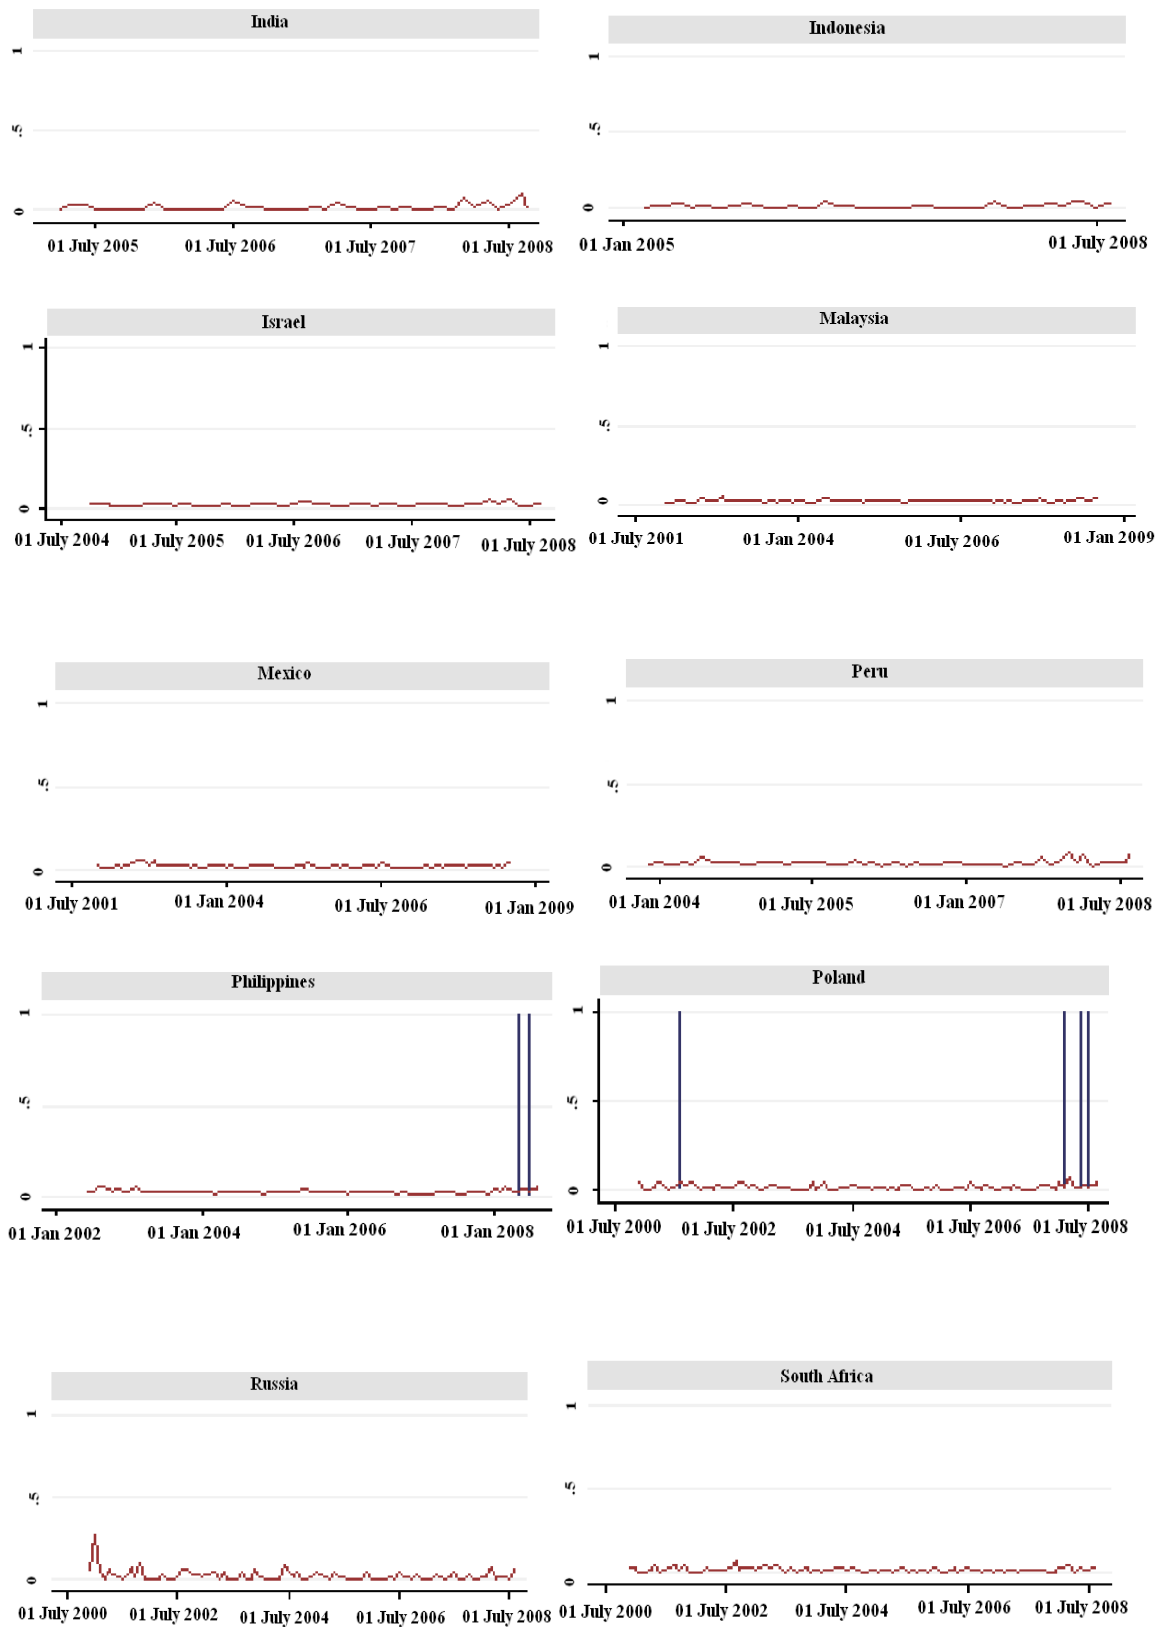 India
Indonesia
1
.5
0
1
.5
0
01 July 2005 01 July 2006 01 July 2007 01 July 2008
01 Jan 2005 01 July 2008
Israel
Malaysia
1
.5
0
1
.5
0
01 July 2004 01 July 2005 01 July 2006 01 July 2007 01 July 2008
01 July 2001 01 Jan 2004 01 July 2006 01 Jan 2009
Mexico
Peru
1
.5
0
1
.5
0
01 July 2001 01 Jan 2004 01 July 2006 01 Jan 2009
01 Jan 2004 01 July 2005 01 Jan 2007 01 July 2008
Philippines
Poland
1
.5
0
1
.5
0
01 Jan 2002 01 Jan 2004 01 Jan 2006 01 Jan 2008
01 July 2000 01 July 2002 01 July 2004 01 July 2006 01 July 2008
Russia
South Africa
1
.5
0
1
.5
0
01 July 2000 01 July 2002 01 July 2004 01 July 2006 01 July 2008
01 July 2000 01 July 2002 01 July 2004 01 July 2006 01 July 2008